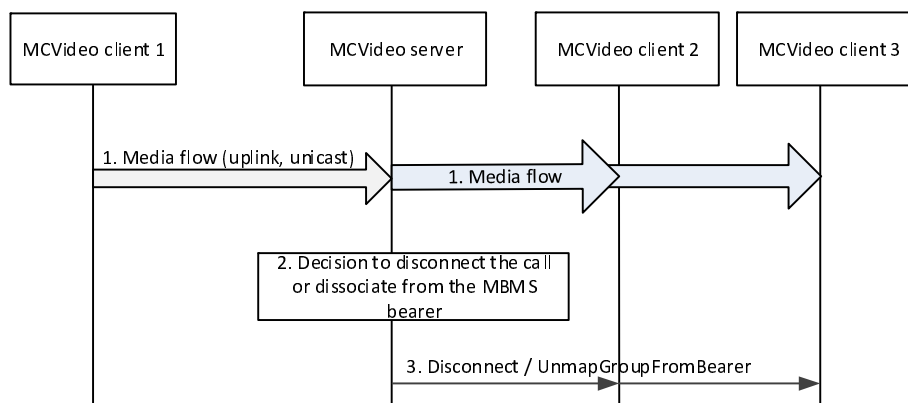 MCVideo client 1
MCVideo server
MCVideo client 2
MCVideo client 3
1. Media flow (uplink, unicast)
1. Media flow
2. Decision to disconnect the call
or dissociate from the MBMS
bearer
3. Disconnect / UnmapGroupFromBearer